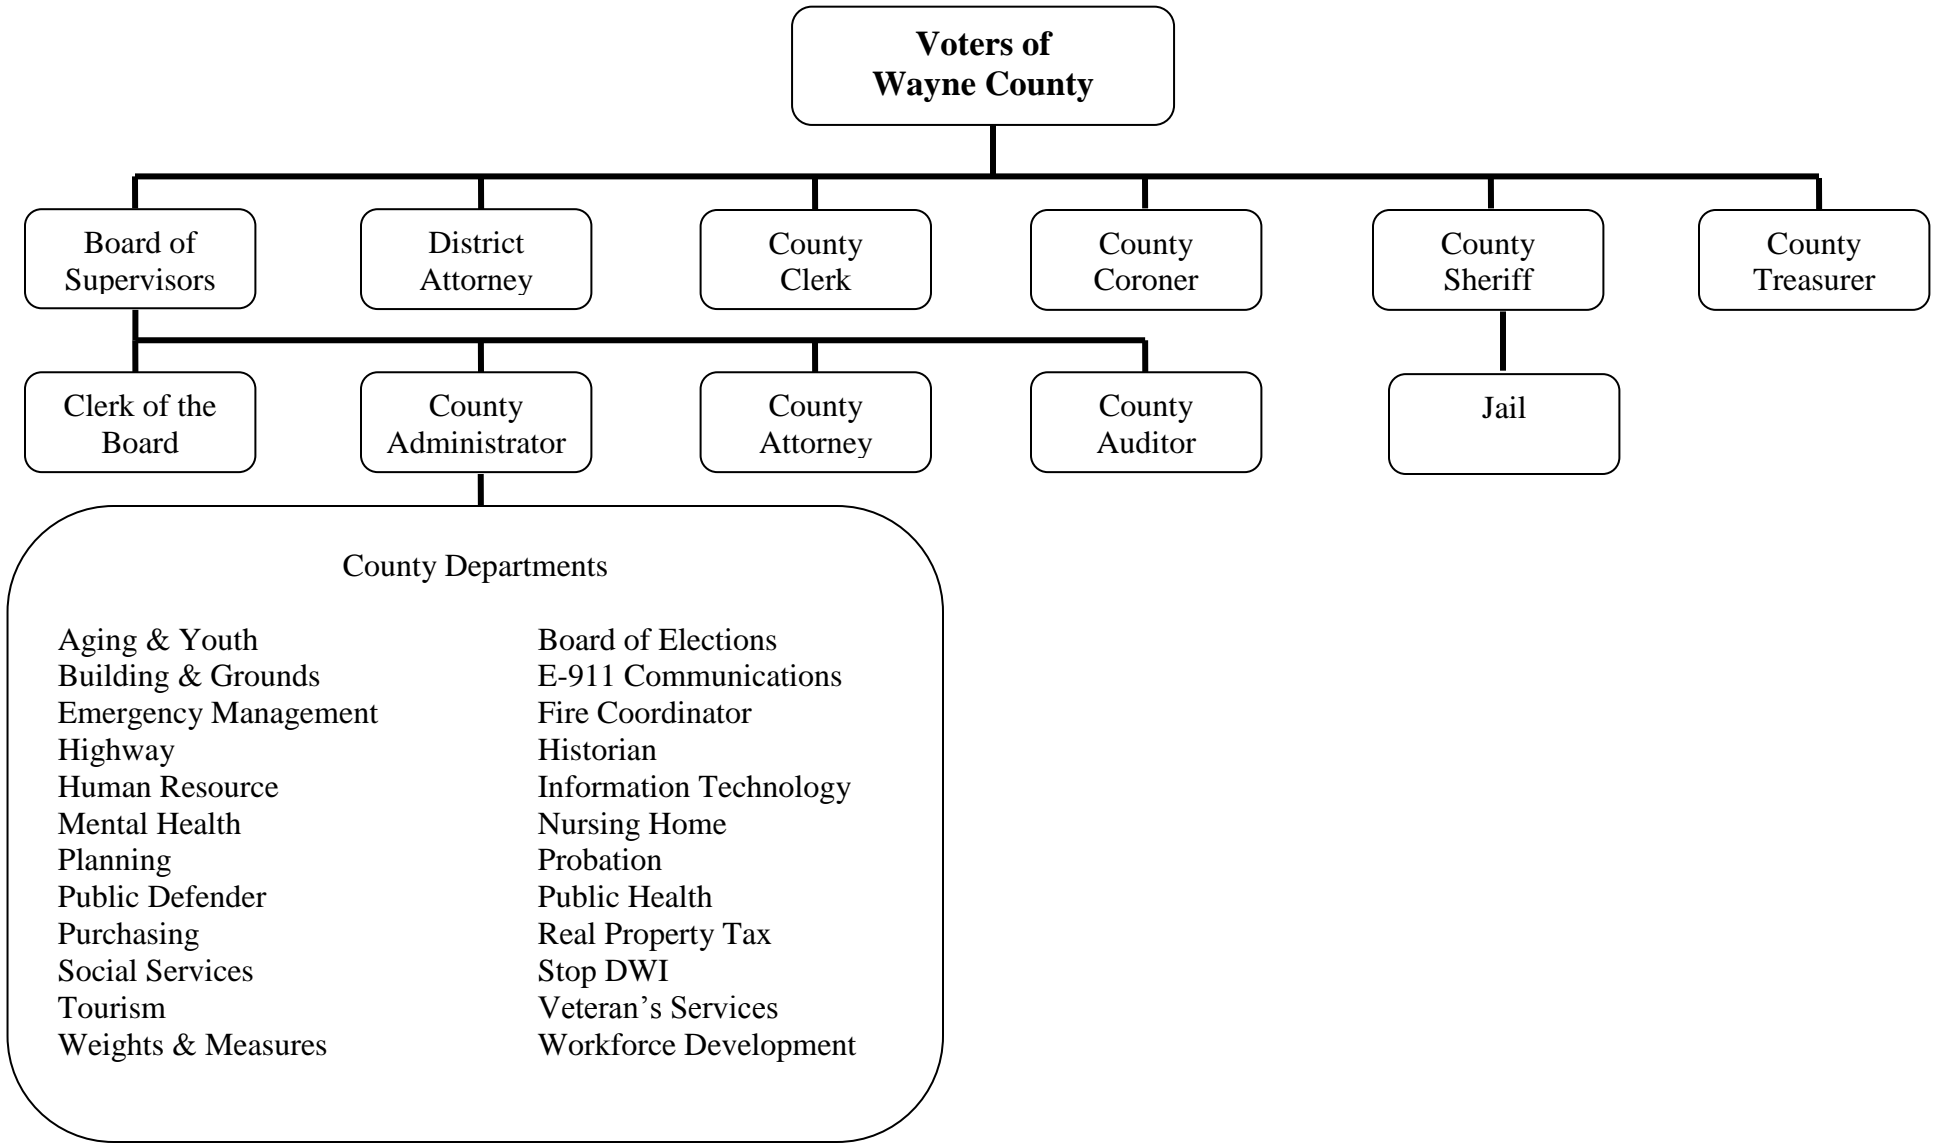 Voters of
Wayne County
Board of
Supervisors
District
Attorney
County
Clerk
County
Coroner
County
Sheriff
County
Treasurer
Clerk of the
Board
County
Administrator
County
Attorney
County
Auditor
Jail
County Departments
Aging & Youth
Building & Grounds
Emergency Management
Highway
Human Resource
Mental Health
Planning
Public Defender
Purchasing
Social Services
Tourism
Weights & Measures
Board of Elections
E-911 Communications
Fire Coordinator
Historian
Information Technology
Nursing Home
Probation
Public Health
Real Property Tax
Stop DWI
Veteran’s Services
Workforce Development